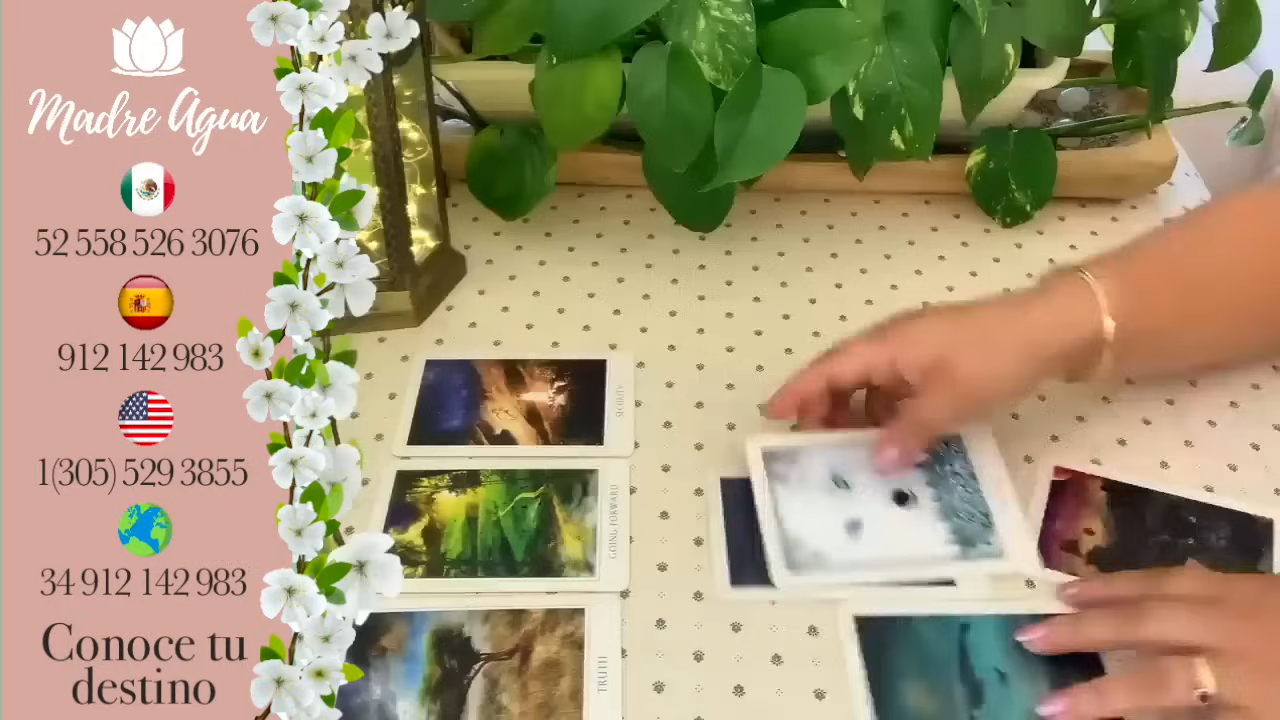 Madre Agua
52 558 526 3076
912 142 983
1(305) 529 3855
34 912 142 983
Conoce tu
destino
SECURITY
GOING FORWARD
TRUTH